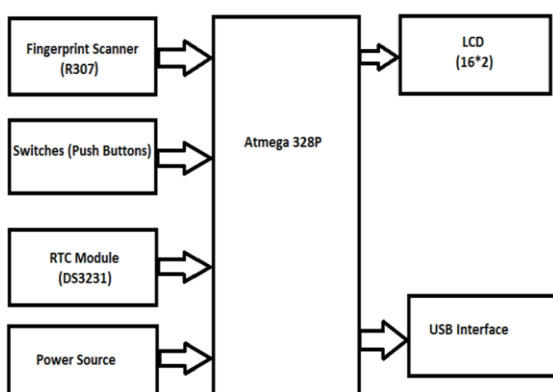 Fingerprint Scanner
(R307)
LCD
(16*2)
Switches (Push Buttons)
Atmega 328P
RTC Module
(DS3231)
USB Interface
Power Source